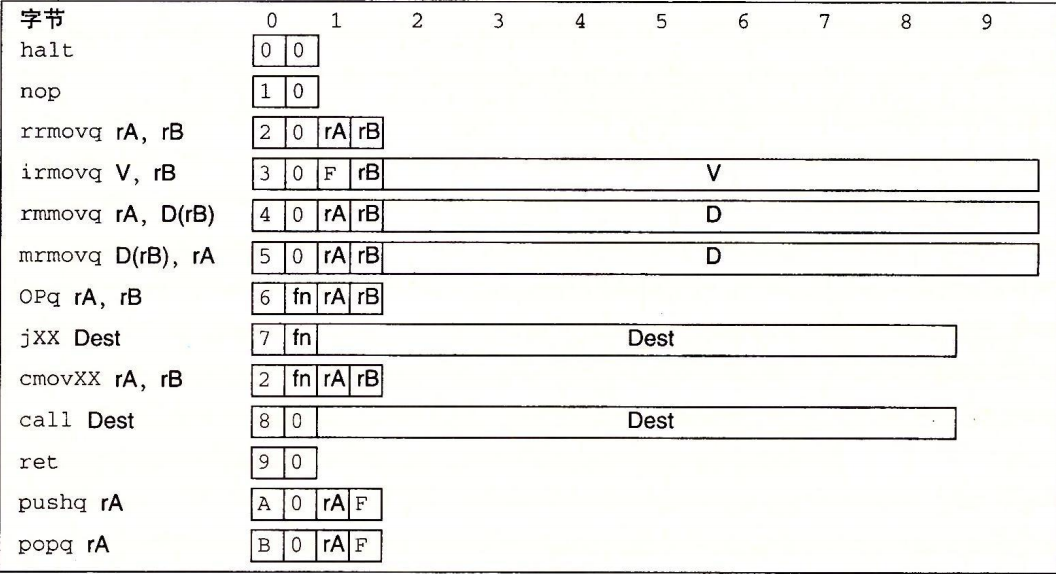 字节 0 1 2 3 4 5 6 7 8 9
halt 0 0
nop 1 0
rrmovq rA, rB 2 0 rA rB
irmovq V, rB 3 0 F rB V
rmmovq rA, D(rB) 4 0 rA rB D
mrmovq D(rB), rA 5 0 rA rB D
OPq rA, rB 6 fn rA rB
jXX Dest 7 fn Dest
cmovXX rA, rB 2 fn rA rB
call Dest 8 0 Dest
ret 9 0
pushq rA A 0 rA F
popq rA B 0 rA F